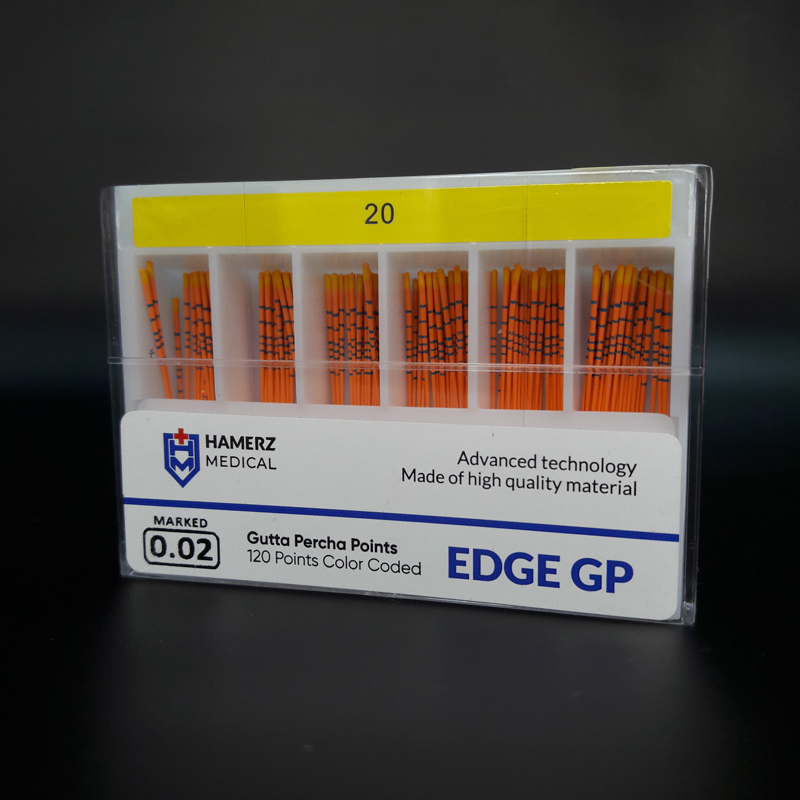 20
HAMERZ
MEDICAL
Advanced technology
Made of high quality material
MARKED
0.02
Gutta Percha Points
120 Points Color Coded
EDGE GP